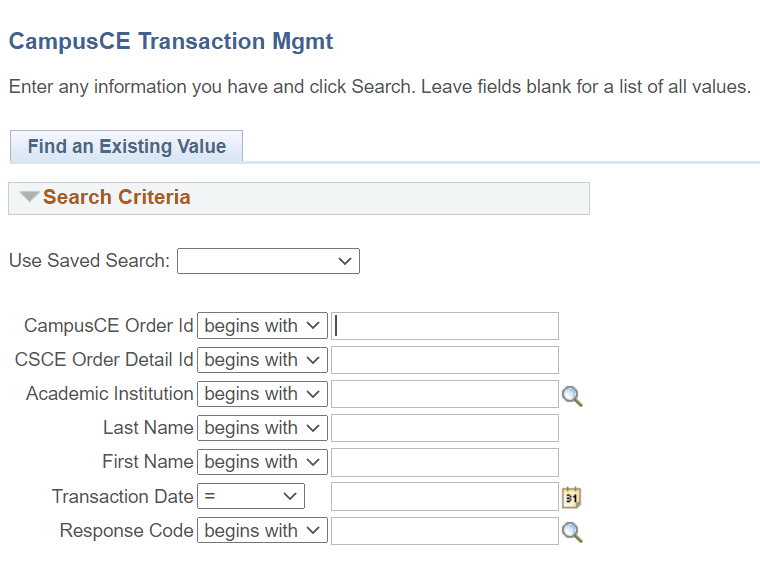 CampusCE Transaction Mgmt
Enter any information you have and click Search. Leave fields blank for a list of all values.
Find an Existing Value
Search Criteria
Use Saved Search:
CampusCE Order Id begins with
CSCE Order Detail Id begins with
Academic Institution begins with
Last Name begins with
First Name begins with
Transaction Date =
31
Response Code begins with